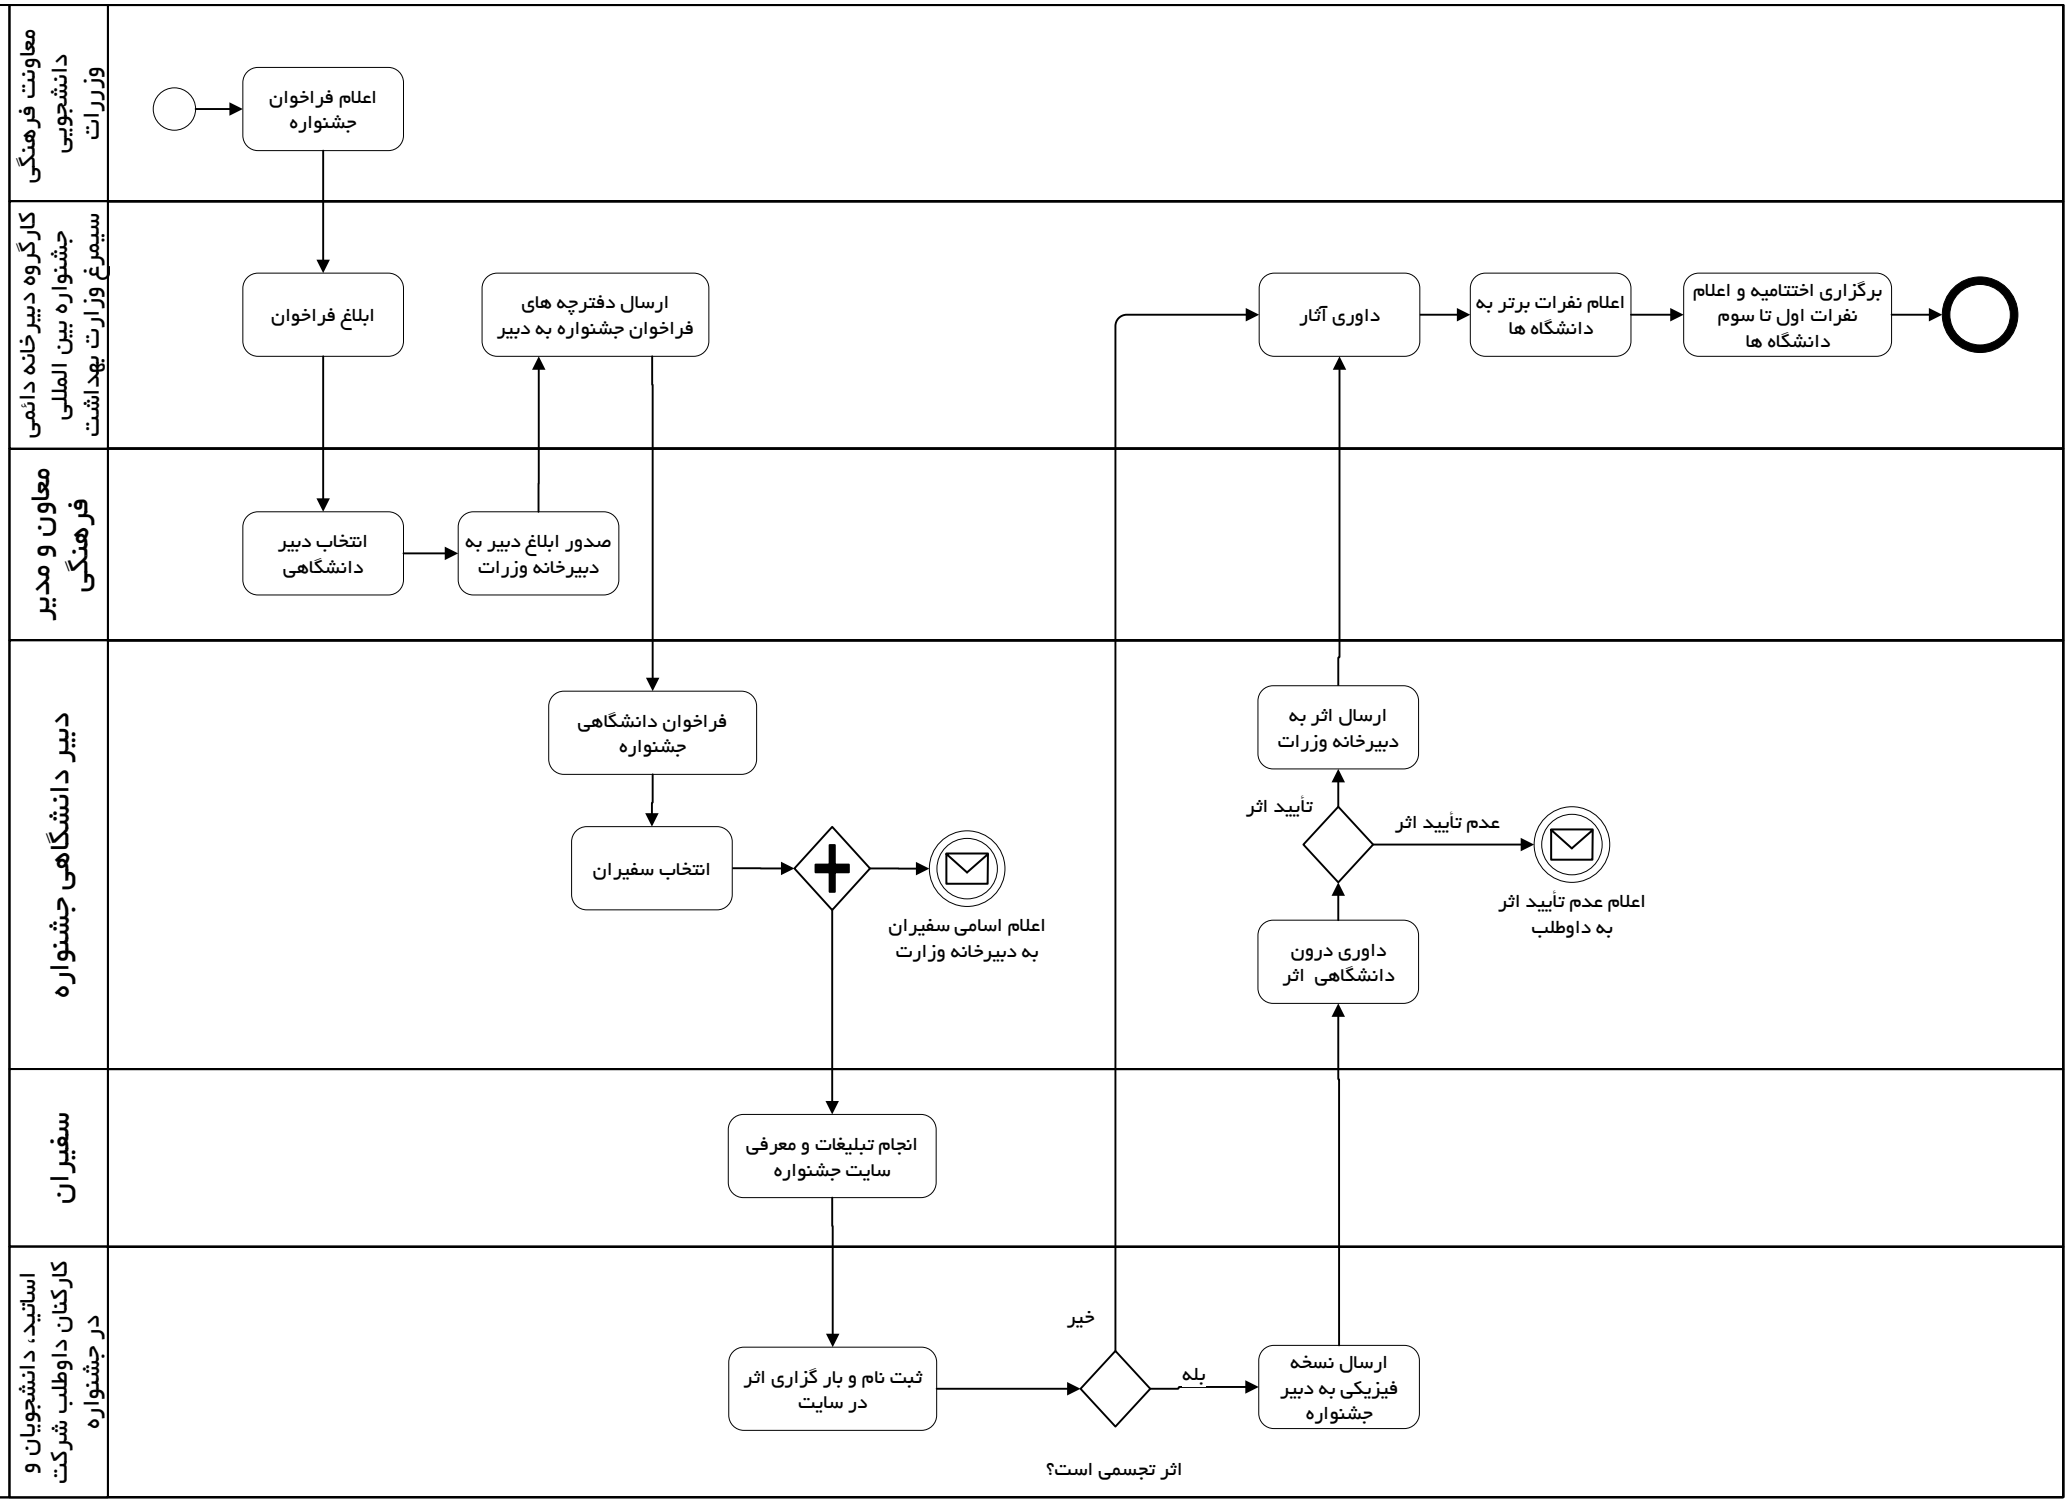 معاونت فرهنگی
دانشجویی
وزرات
اعلام فراخوان
جشنواره
کارگروه دبیرخانه دائمی
جشنواره بین المللی
سیمرغ وزارت بهداشت
ابلاغ فراخوان
ارسال دفترچه های
فراخوان جشنواره به دبیر
داوری آثار
اعلام نفرات برتر به
دانشگاه ها
برگزاری اختتامیه و اعلام
نفرات اول تا سوم
دانشگاه ها
معاون و مدیر
فرهنگی
انتخاب دبیر
دانشگاهی
صدور ابلاغ دبیر به
دبیرخانه وزرات
دبیر دانشگاهی جشنواره
فراخوان دانشگاهی
جشنواره
انتخاب سفیران
اعلام اسامی سفیران
به دبیرخانه وزارت
ارسال اثر به
دبیرخانه وزرات
تأیید اثر
عدم تأیید اثر
اعلام عدم تأیید اثر
به داوطلب
داوری درون
دانشگاهی اثر
سفیران
انجام تبلیغات و معرفی
سایت جشنواره
اساتید، دانشجویان و
کارکنان داوطلب شرکت
در جشنواره
ثبت نام و بار گزاری اثر
در سایت
خیر
بله
اثر تجسمی است؟
ارسال نسخه
فیزیکی به دبیر
جشنواره